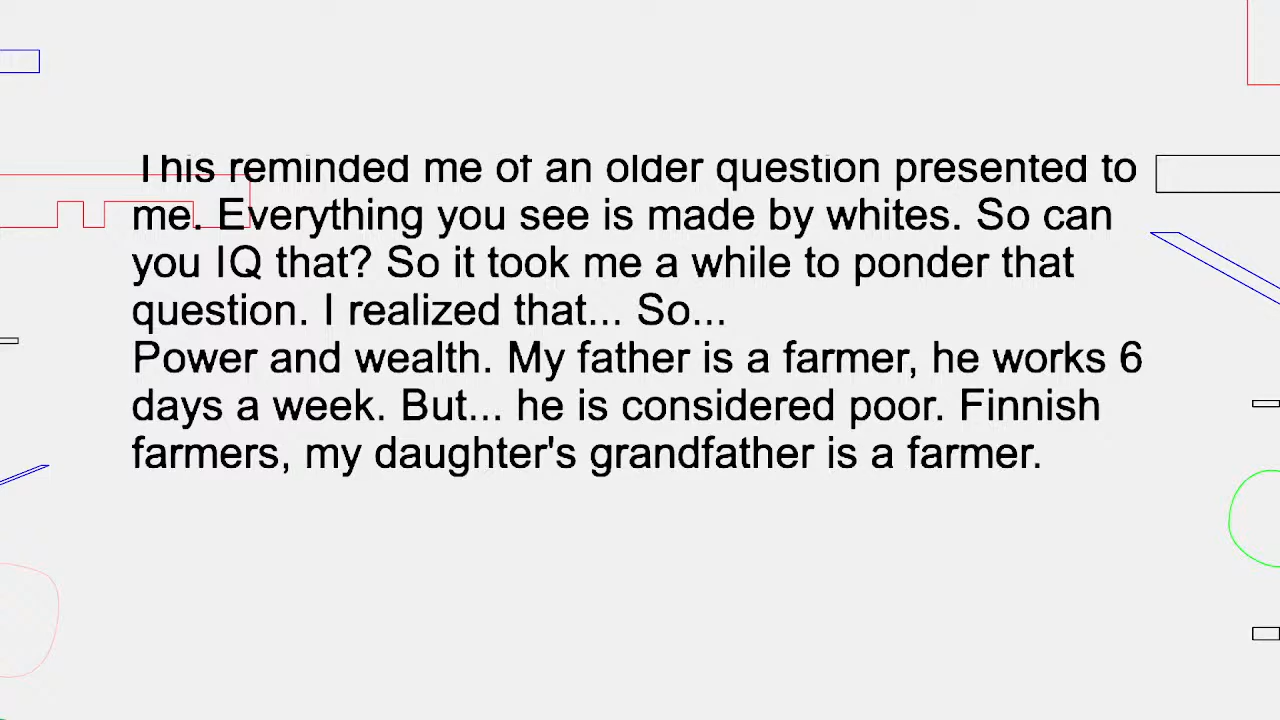 This reminded me of an older question presented to
me. Everything you see is made by whites. So can
you IQ that? So it took me a while to ponder that
question. I realized that... So...
Power and wealth. My father is a farmer, he works 6
days a week. But... he is considered poor. Finnish
farmers, my daughter's grandfather is a farmer.